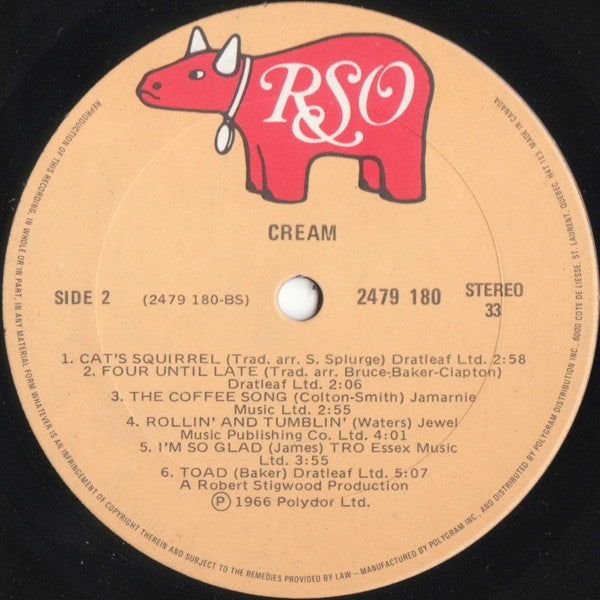 RSO
CREAM
SIDE 2 (2479 180-BS) 2479 180 STEREO
33
1. CAT'S SQUIRREL (Trad. arr. S. Splurge) Dratleaf Ltd. 2:58
2. FOUR UNTIL LATE (Trad. arr. Bruce-Baker-Clapton)
Dratleaf Ltd. 2:06
3. THE COFFEE SONG (Colton-Smith) Jamarnie
Music Ltd. 2:55
4. ROLLIN' AND TUMBLIN' (Waters) Jewel
Music Publishing Co. Ltd. 4:01
5. I'M SO GLAD (James) TRO Essex Music
Ltd. 3:55
6. TOAD (Baker) Dratleaf Ltd. 5:07
A Robert Stigwood Production
Ⓟ 1966 Polydor Ltd.
REPRODUCTION OF THIS RECORDING, IN WHOLE OR IN PART, IN ANY MATERIAL FORM WHATEVER IS AN INFRINGEMENT OF COPYRIGHT THEREIN AND SUBJECT TO THE REMEDIES PROVIDED BY LAW – MANUFACTURED BY POLYGRAM INC., AND DISTRIBUTED BY POLYGRAM DISTRIBUTION INC., 6000 COTE DE LIESSE, ST. LAURENT, QUEBEC H4T 1E3 MADE IN CANADA